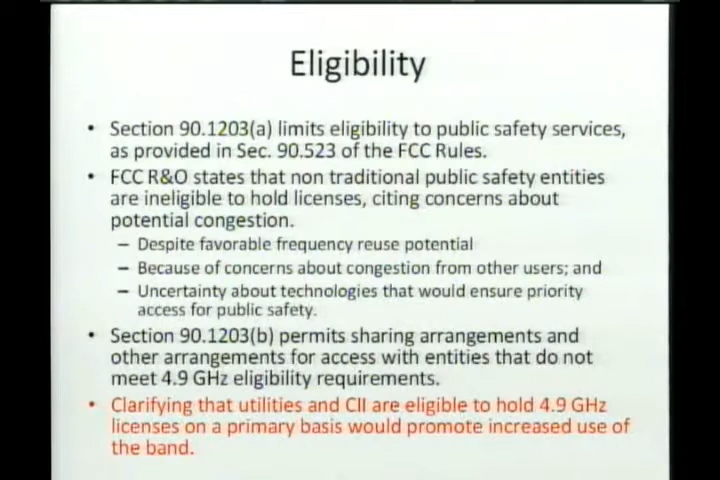 Eligibility
• Section 90.1203(a) limits eligibility to public safety services,
as provided in Sec. 90.523 of the FCC Rules.
• FCC R&O states that non traditional public safety entities
are ineligible to hold licenses, citing concerns about
potential congestion.
– Despite favorable frequency reuse potential
– Because of concerns about congestion from other users; and
– Uncertainty about technologies that would ensure priority
access for public safety.
• Section 90.1203(b) permits sharing arrangements and
other arrangements for access with entities that do not
meet 4.9 GHz eligibility requirements.
• Clarifying that utilities and CII are eligible to hold 4.9 GHz
licenses on a primary basis would promote increased use of
the band.